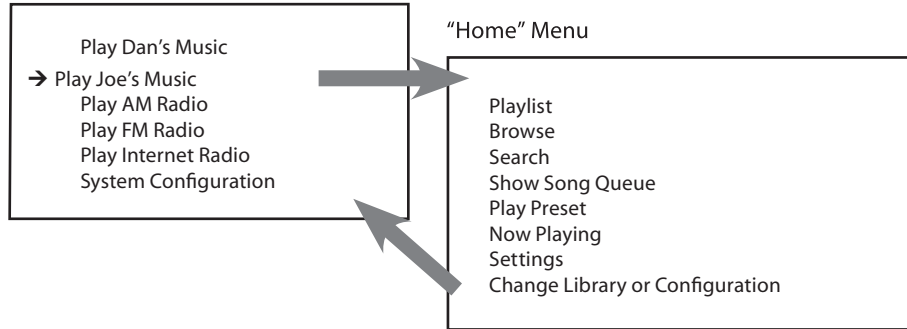 Play Dan's Music
➔ Play Joe's Music
Play AM Radio
Play FM Radio
Play Internet Radio
System Configuration
“Home” Menu
Playlist
Browse
Search
Show Song Queue
Play Preset
Now Playing
Settings
Change Library or Configuration